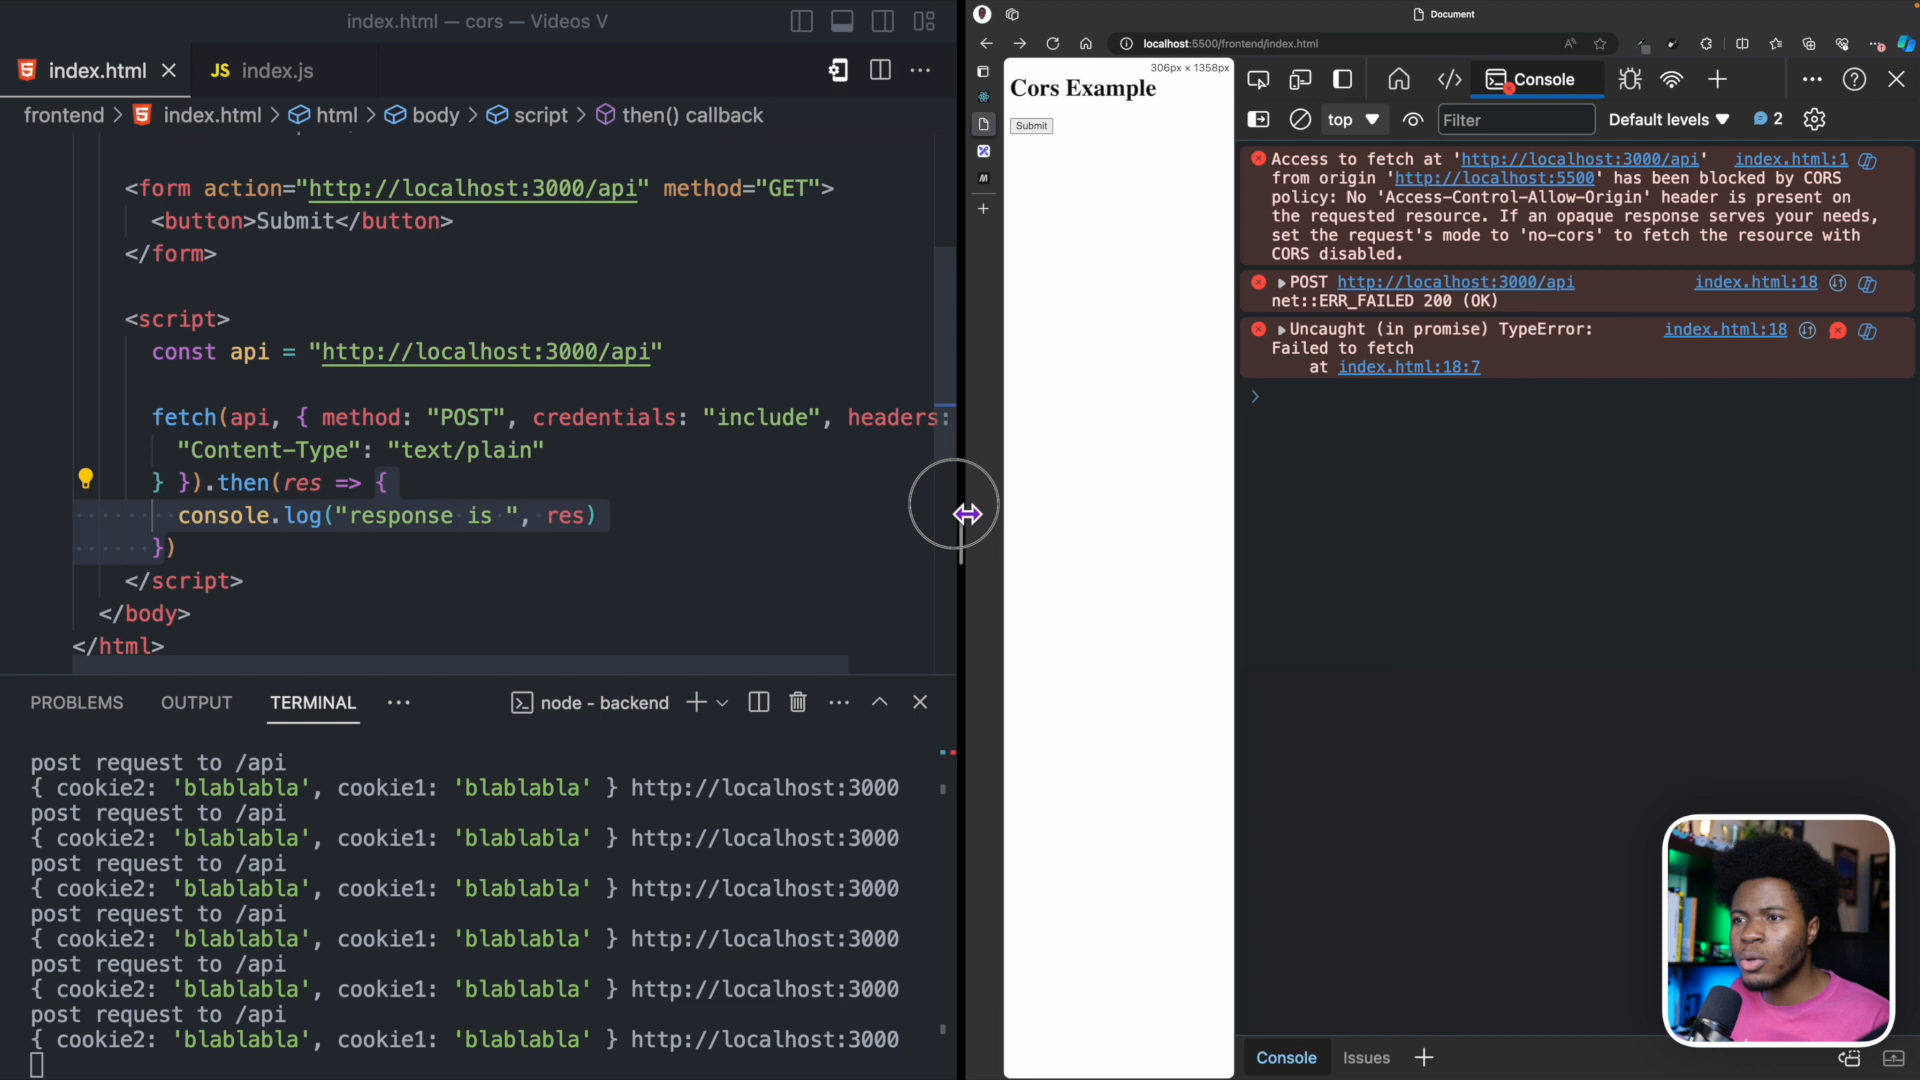 index.html — cors — Videos V
index.html
JS index.js
frontend > index.html > html > body > script > then() callback
<form action="http://localhost:3000/api" method="GET">
<button>Submit</button>
</form>
<script>
const api = "http://localhost:3000/api"
fetch(api, { method: "POST", credentials: "include", headers:
"Content-Type": "text/plain"
} }).then(res => {
console.log("response is ", res)
})
</script>
</body>
</html>
PROBLEMS OUTPUT TERMINAL
node - backend
post request to /api
{ cookie2: 'blablabla', cookie1: 'blablabla' } http://localhost:3000
post request to /api
{ cookie2: 'blablabla', cookie1: 'blablabla' } http://localhost:3000
post request to /api
{ cookie2: 'blablabla', cookie1: 'blablabla' } http://localhost:3000
post request to /api
{ cookie2: 'blablabla', cookie1: 'blablabla' } http://localhost:3000
post request to /api
{ cookie2: 'blablabla', cookie1: 'blablabla' } http://localhost:3000
post request to /api
{ cookie2: 'blablabla', cookie1: 'blablabla' } http://localhost:3000
Document
localhost:5500/frontend/index.html
306px × 1358px
Cors Example
Submit
Console
top
Filter
Default levels
2
Access to fetch at 'http://localhost:3000/api' index.html:1
from origin 'http://localhost:5500' has been blocked by CORS
policy: No 'Access-Control-Allow-Origin' header is present on
the requested resource. If an opaque response serves your needs,
set the request's mode to 'no-cors' to fetch the resource with
CORS disabled.
POST http://localhost:3000/api index.html:18
net::ERR_FAILED 200 (OK)
Uncaught (in promise) TypeError: index.html:18
Failed to fetch
at index.html:18:7
Console Issues